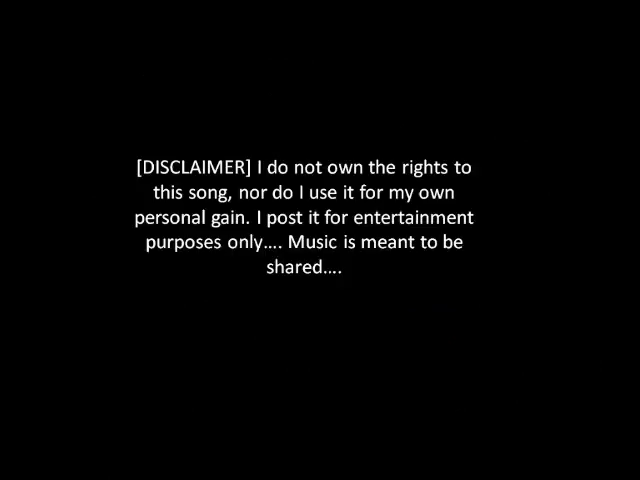 [DISCLAIMER] I do not own the rights to
this song, nor do I use it for my own
personal gain. I post it for entertainment
purposes only.... Music is meant to be
shared....